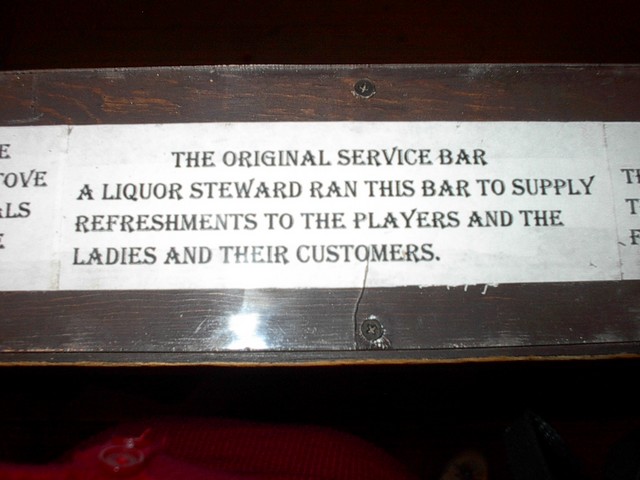 THE ORIGINAL SERVICE BAR
A LIQUOR STEWARD RAN THIS BAR TO SUPPLY
REFRESHMENTS TO THE PLAYERS AND THE
LADIES AND THEIR CUSTOMERS.